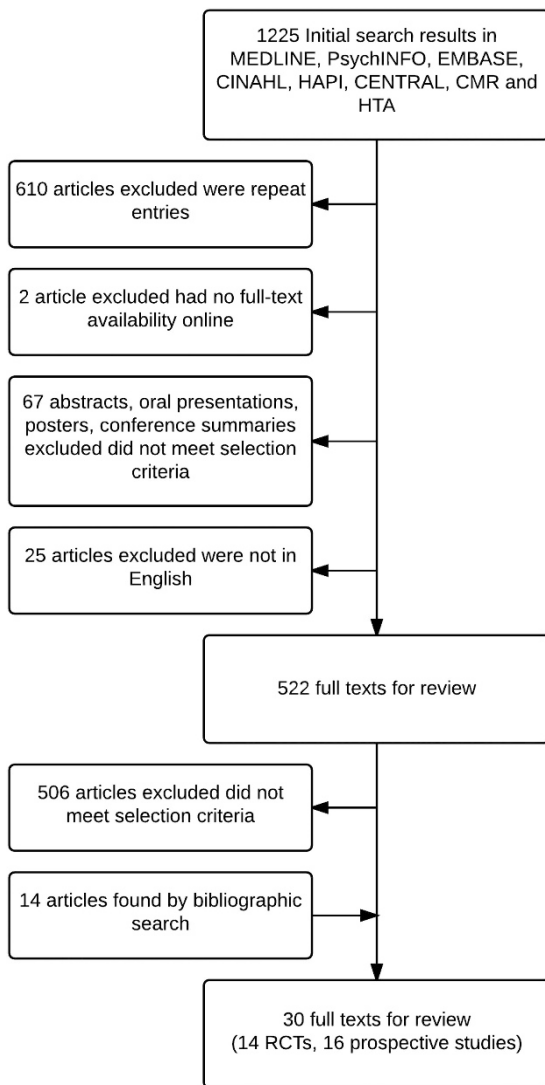 1225 Initial search results in
MEDLINE, PsychINFO, EMBASE,
CINAHL, HAPI, CENTRAL, CMR and
HTA
610 articles excluded were repeat
entries
2 article excluded had no full-text
availability online
67 abstracts, oral presentations,
posters, conference summaries
excluded did not meet selection
criteria
25 articles excluded were not in
English
522 full texts for review
506 articles excluded did not
meet selection criteria
14 articles found by bibliographic
search
30 full texts for review
(14 RCTs, 16 prospective studies)